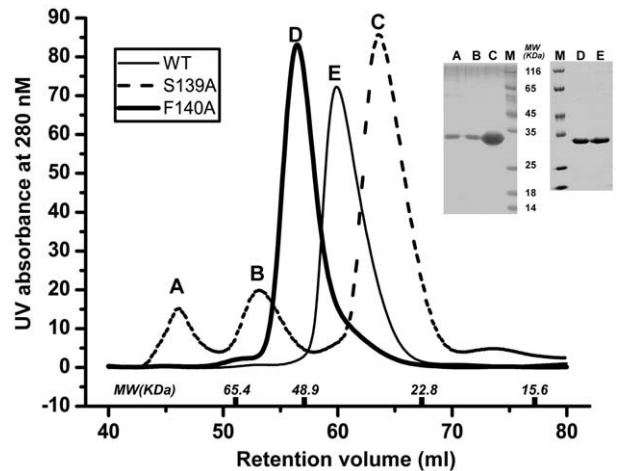 90
80
70
60
50
40
30
20
10
0
-10
UV absorbance at 280 nM
WT
S139A
F140A
A
B
D
E
C
A B C M
MW
(KDa)
M D E
116
65
45
35
25
18
14
MW(KDa) 65.4 48.9 22.8 15.6
40 50 60 70 80
Retention volume (ml)